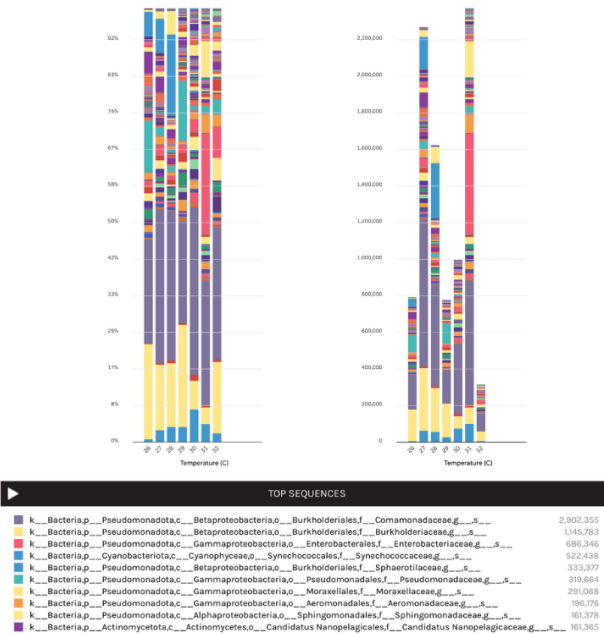 92%
83%
75%
67%
58%
50%
42%
33%
25%
17%
8%
0%
26 27 28 29 30 31 32
Temperature (C)
2,200,000
2,000,000
1,800,000
1,600,000
1,400,000
1,200,000
1,000,000
800,000
600,000
400,000
200,000
0
26 27 28 29 30 31 32
Temperature (C)
TOP SEQUENCES
k__Bacteria,p__Pseudomonadota,c__Betaproteobacteria,o__Burkholderiales,f__Comamonadaceae,g__,s__ 2,902,355
k__Bacteria,p__Pseudomonadota,c__Betaproteobacteria,o__Burkholderiales,f__Burkholderiaceae,g__,s__ 1,145,783
k__Bacteria,p__Pseudomonadota,c__Gammaproteobacteria,o__Enterobacterales,f__Enterobacteriaceae,g__,s__ 686,346
k__Bacteria,p__Cyanobacteriota,c__Cyanophyceae,o__Synechococcales,f__Synechococcaceae,g__,s__ 522,438
k__Bacteria,p__Pseudomonadota,c__Betaproteobacteria,o__Burkholderiales,f__Sphaerotilaceae,g__,s__ 333,377
k__Bacteria,p__Pseudomonadota,c__Gammaproteobacteria,o__Pseudomonadales,f__Pseudomonadaceae,g__,s__ 319,664
k__Bacteria,p__Pseudomonadota,c__Gammaproteobacteria,o__Moraxellales,f__Moraxellaceae,g__,s__ 291,068
k__Bacteria,p__Pseudomonadota,c__Gammaproteobacteria,o__Aeromonadales,f__Aeromonadaceae,g__,s__ 196,176
k__Bacteria,p__Pseudomonadota,c__Alphaproteobacteria,o__Sphingomonadales,f__Sphingomonadaceae,g__,s__ 161,378
k__Bacteria,p__Actinomycetota,c__Actinomycetes,o__Candidatus Nanopelagicales,f__Candidatus Nanopelagicaceae,g__,s__ 161,365